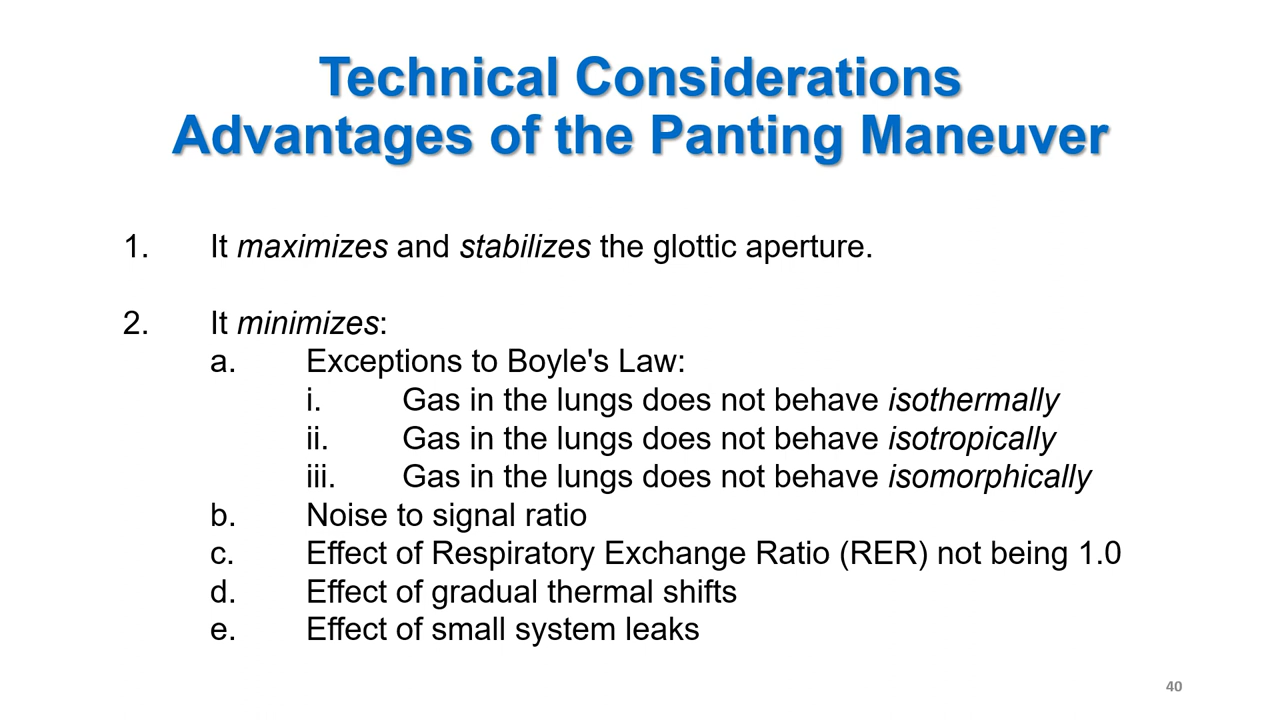 Technical Considerations
Advantages of the Panting Maneuver
1. It maximizes and stabilizes the glottic aperture.
2. It minimizes:
a. Exceptions to Boyle's Law:
i. Gas in the lungs does not behave isothermally
ii. Gas in the lungs does not behave isotropically
iii. Gas in the lungs does not behave isomorphically
b. Noise to signal ratio
c. Effect of Respiratory Exchange Ratio (RER) not being 1.0
d. Effect of gradual thermal shifts
e. Effect of small system leaks
40